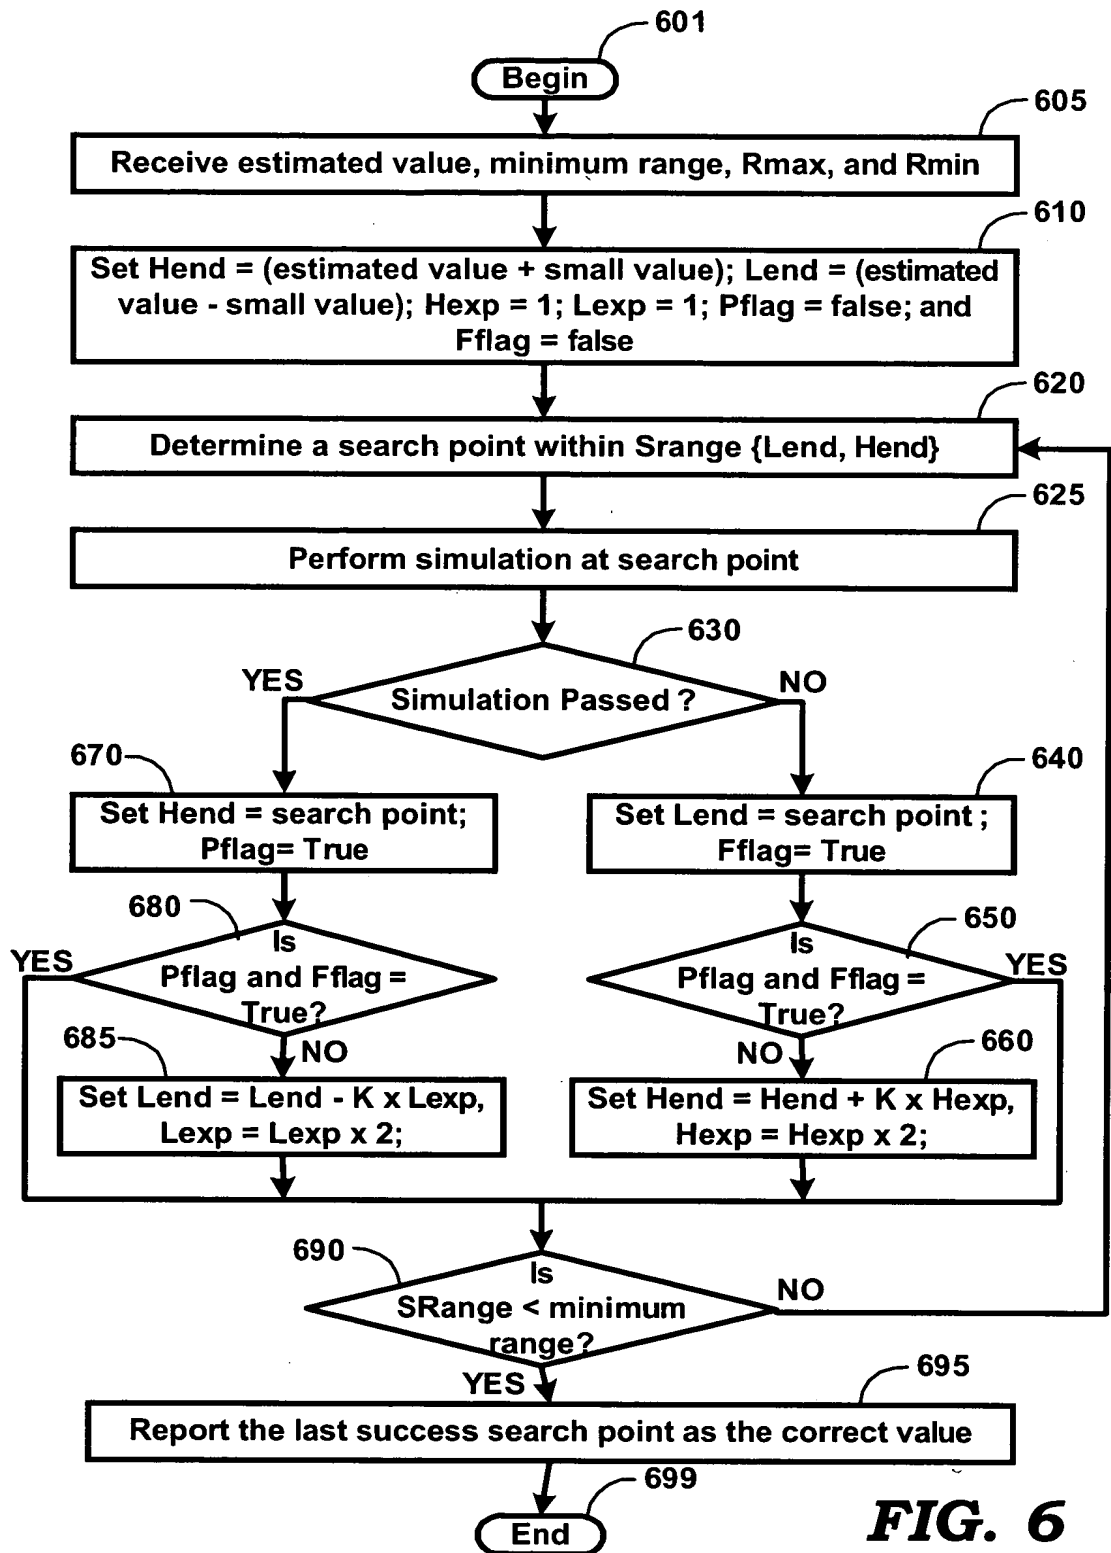 601
Begin
605
Receive estimated value, minimum range, Rmax, and Rmin
610
Set Hend = (estimated value + small value); Lend = (estimated
value - small value); Hexp = 1; Lexp = 1; Pflag = false; and
Fflag = false
620
Determine a search point within Srange {Lend, Hend}
625
Perform simulation at search point
630
YES
Simulation Passed ?
NO
670
Set Hend = search point;
Pflag= True
640
Set Lend = search point ;
Fflag= True
680
YES
Is
Pflag and Fflag =
True?
NO
650
Is
Pflag and Fflag =
True?
YES
NO
685
Set Lend = Lend - K x Lexp,
Lexp = Lexp x 2;
660
Set Hend = Hend + K x Hexp,
Hexp = Hexp x 2;
690
Is
SRange < minimum
range?
NO
YES
695
Report the last success search point as the correct value
699
End
FIG. 6